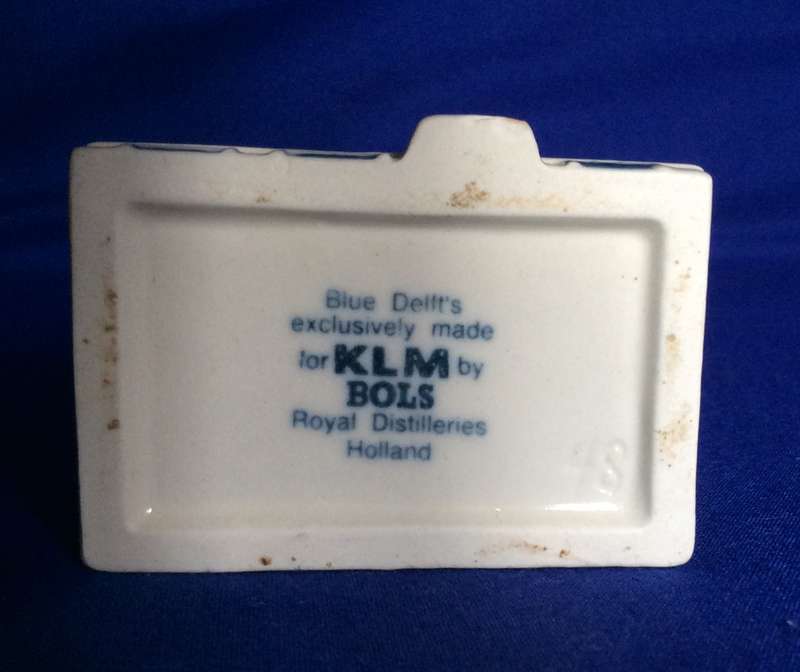 Blue Delft's
exclusively made
for KLM by
BOLS
Royal Distilleries
Holland